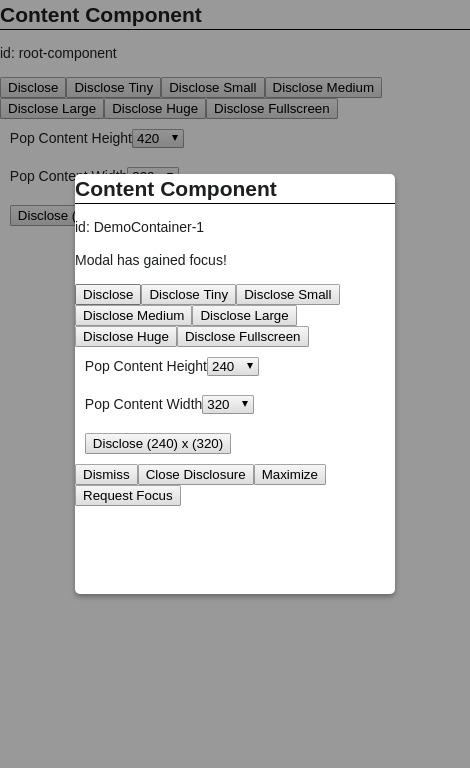 Content Component
id: root-component
Disclose Disclose Tiny Disclose Small Disclose Medium
Disclose Large Disclose Huge Disclose Fullscreen
Pop Content Height 420
Pop Content Width
Disclose (
Content Component
id: DemoContainer-1
Modal has gained focus!
Disclose Disclose Tiny Disclose Small
Disclose Medium Disclose Large
Disclose Huge Disclose Fullscreen
Pop Content Height 240
Pop Content Width 320
Disclose (240) x (320)
Dismiss Close Disclosure Maximize
Request Focus